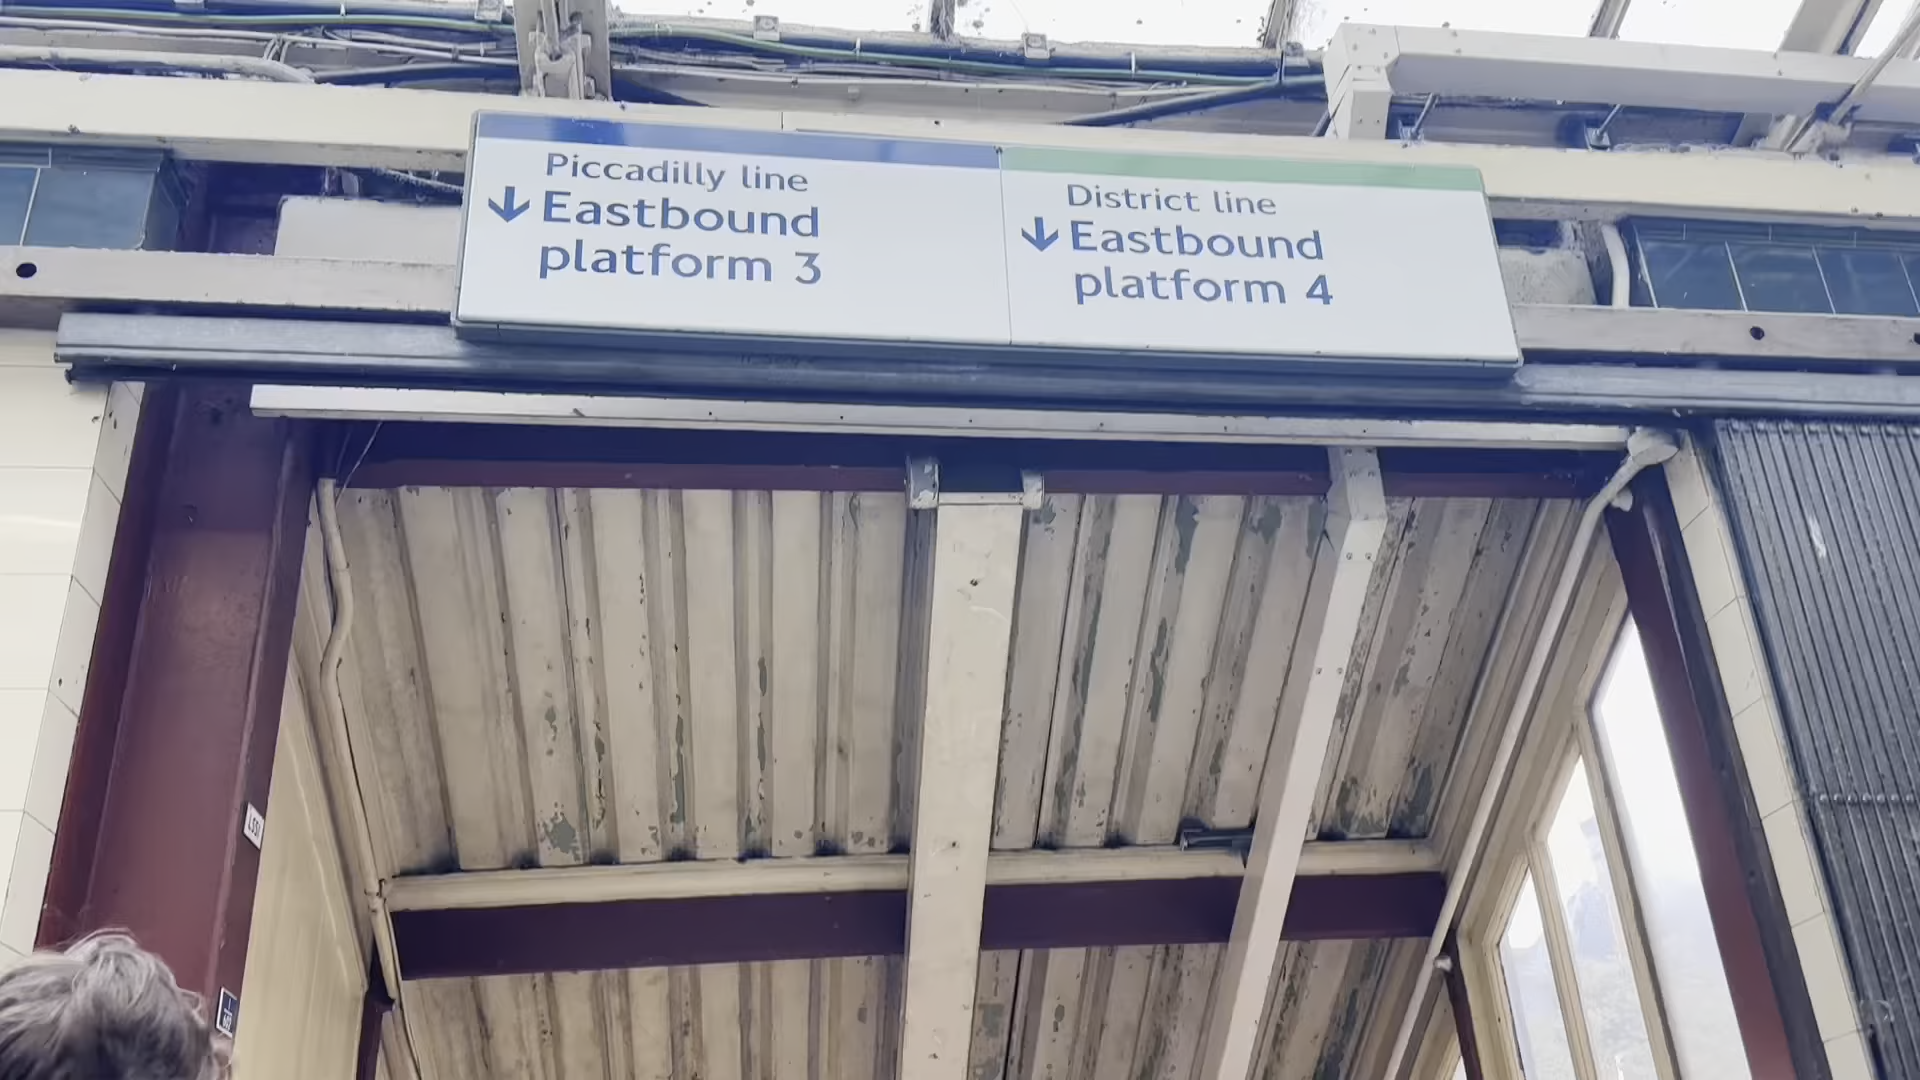 Piccadilly line
↓ Eastbound
platform 3
District line
↓ Eastbound
platform 4